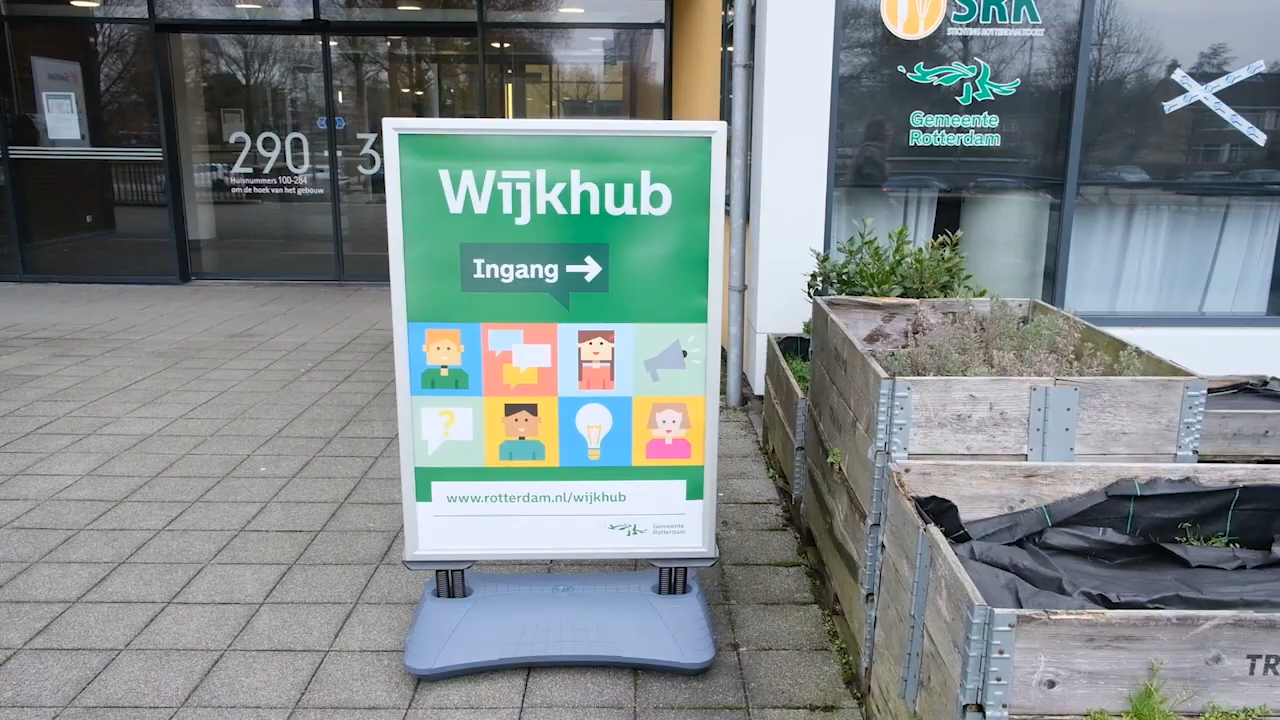 SRK
STICHTING ROTTERDAM ROOFT
Gemeente
Rotterdam
290 - 3
Huisnummers 100-284
om de hoek van het gebouw
Wijkhub
Ingang →
?
www.rotterdam.nl/wijkhub
Gemeente
Rotterdam
TR